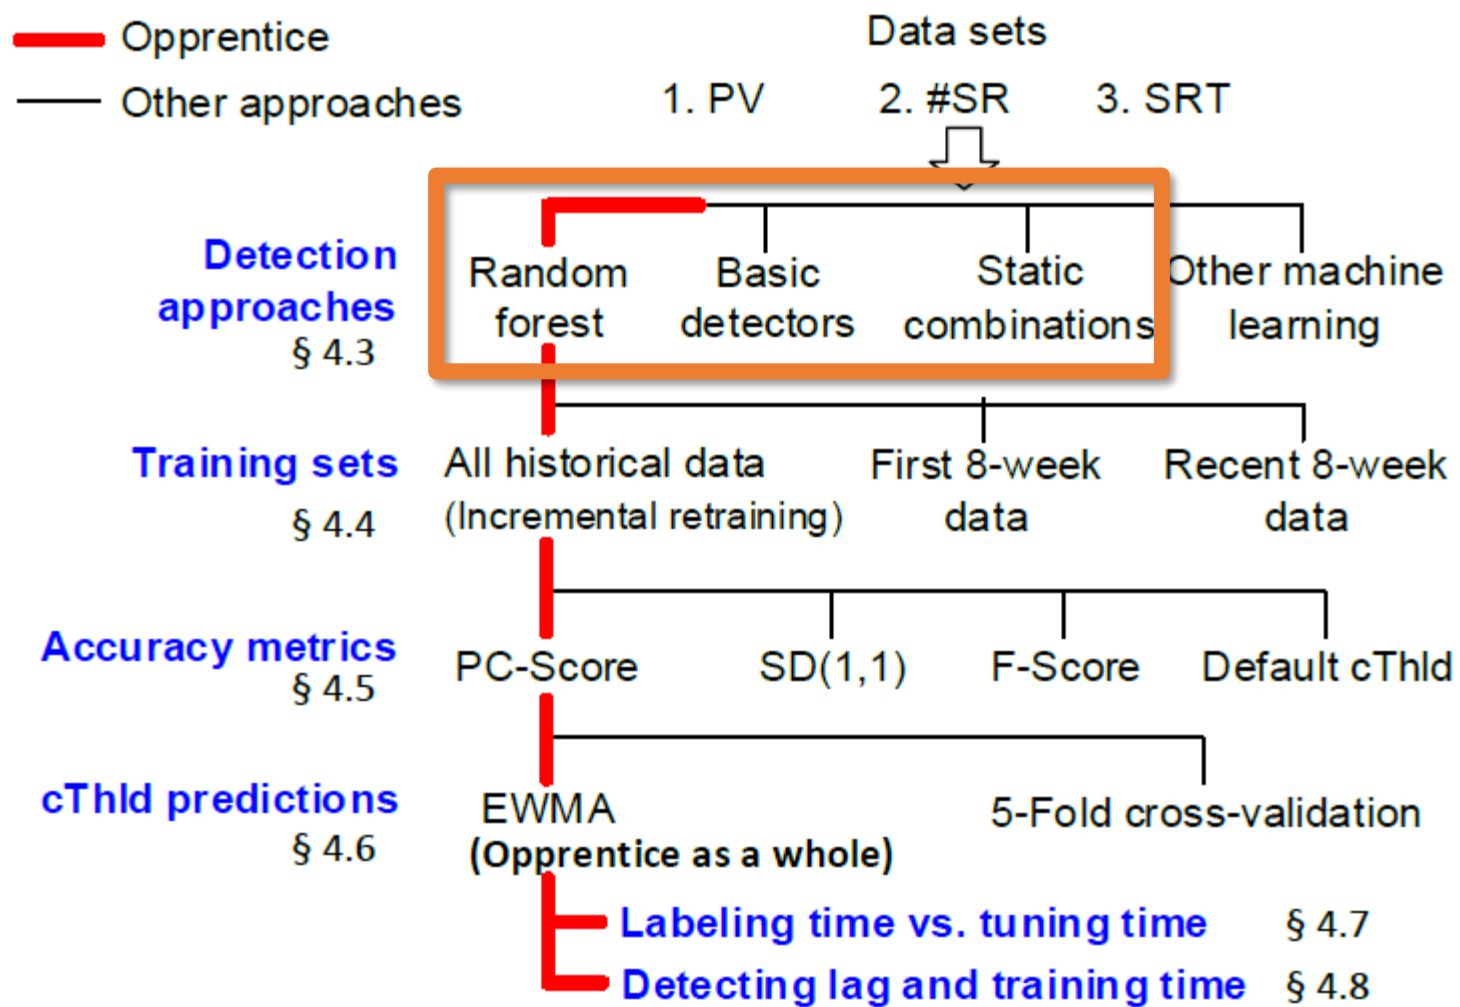 Opprentice
Other approaches
Data sets
1. PV
2. #SR
3. SRT
Detection
approaches
§ 4.3
Random
forest
Basic
detectors
Static
combinations
Other machine
learning
Training sets
§ 4.4
All historical data
(Incremental retraining)
First 8-week
data
Recent 8-week
data
Accuracy metrics
§ 4.5
PC-Score
SD(1,1)
F-Score
Default cThld
cThld predictions
§ 4.6
EWMA
(Opprentice as a whole)
5-Fold cross-validation
Labeling time vs. tuning time
§ 4.7
Detecting lag and training time
§ 4.8